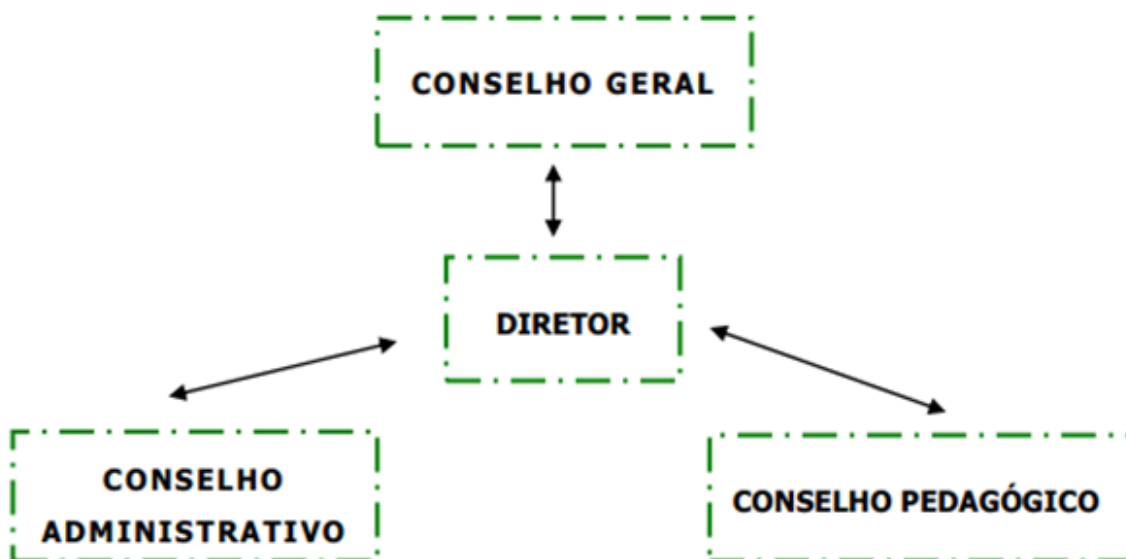 CONSELHO GERAL
DIRETOR
CONSELHO
ADMINISTRATIVO
CONSELHO PEDAGÓGICO